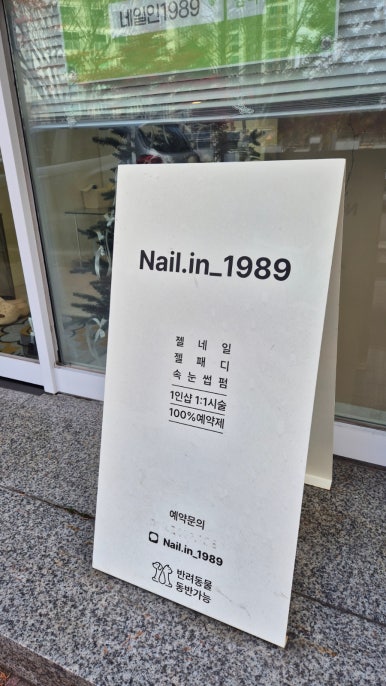 네일인1989
Nail.in_1989
젤 네 일
젤 패 디
속 눈 썹 펌
1인샵 1:1시술
100%예약제
예약문의
Nail.in_1989
반려동물
동반가능